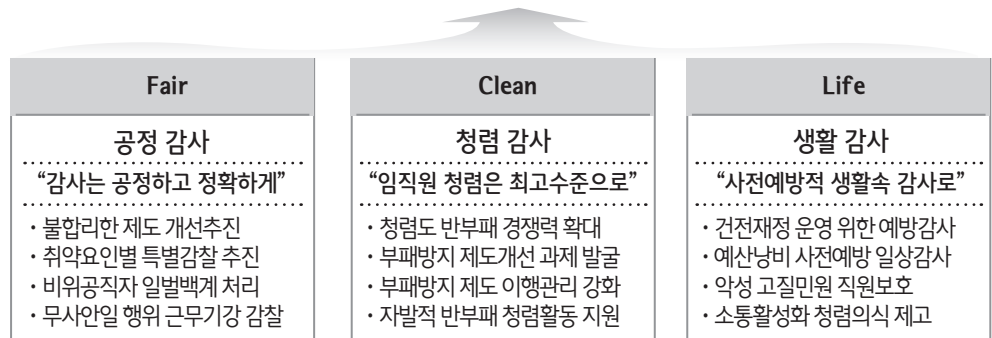 Fair
공정 감사
“감사는 공정하고 정확하게”
· 불합리한 제도 개선추진
· 취약요인별 특별감찰 추진
· 비위공직자 일벌백계 처리
· 무사안일 행위 근무기강 감찰
Clean
청렴 감사
“임직원 청렴은 최고수준으로”
· 청렴도 반부패 경쟁력 확대
· 부패방지 제도개선 과제 발굴
· 부패방지 제도 이행관리 강화
· 자발적 반부패 청렴활동 지원
Life
생활 감사
“사전예방적 생활속 감사로”
· 건전재정 운영 위한 예방감사
· 예산낭비 사전예방 일상감사
· 악성 고질민원 직원보호
· 소통활성화 청렴의식 제고